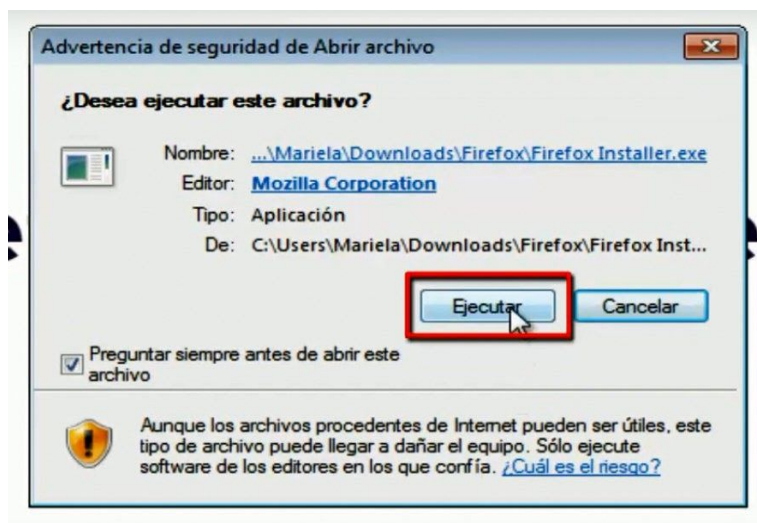 Advertencia de seguridad de Abrir archivo
¿Desea ejecutar este archivo?
Nombre: ...\Mariela\Downloads\Firefox\Firefox Installer.exe
Editor: Mozilla Corporation
Tipo: Aplicación
De: C:\Users\Mariela\Downloads\Firefox\Firefox Inst...
Ejecutar Cancelar
Preguntar siempre antes de abrir este
archivo
Aunque los archivos procedentes de Internet pueden ser útiles, este
tipo de archivo puede llegar a dañar el equipo. Sólo ejecute
software de los editores en los que confía. ¿Cuál es el riesgo?